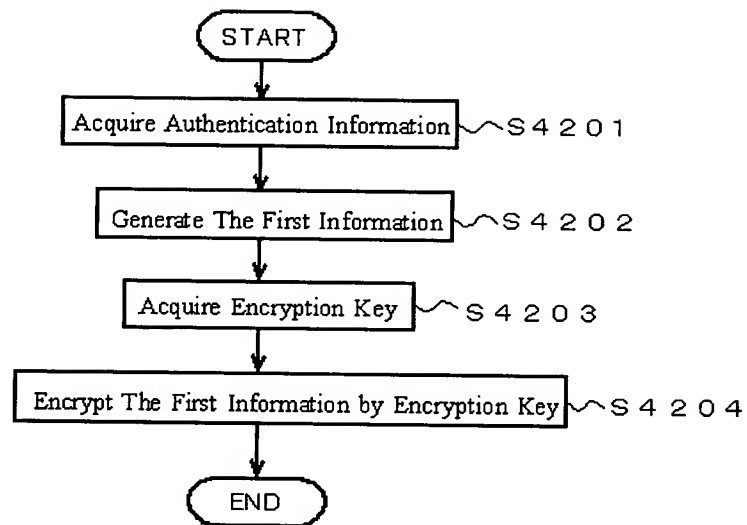 START
Acquire Authentication Information S4201
Generate The First Information S4202
Acquire Encryption Key S4203
Encrypt The First Information by Encryption Key S4204
END